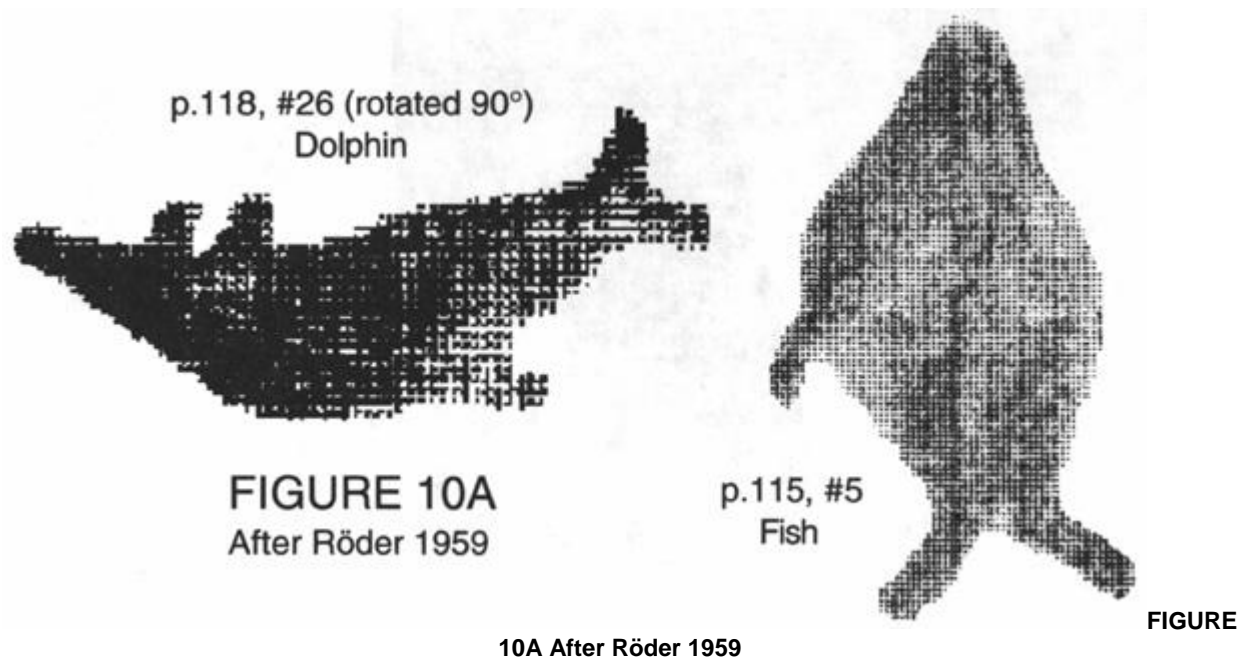 p.118, #26 (rotated 90°)
Dolphin
FIGURE 10A
After Röder 1959
p.115, #5
Fish
FIGURE
10A After Röder 1959